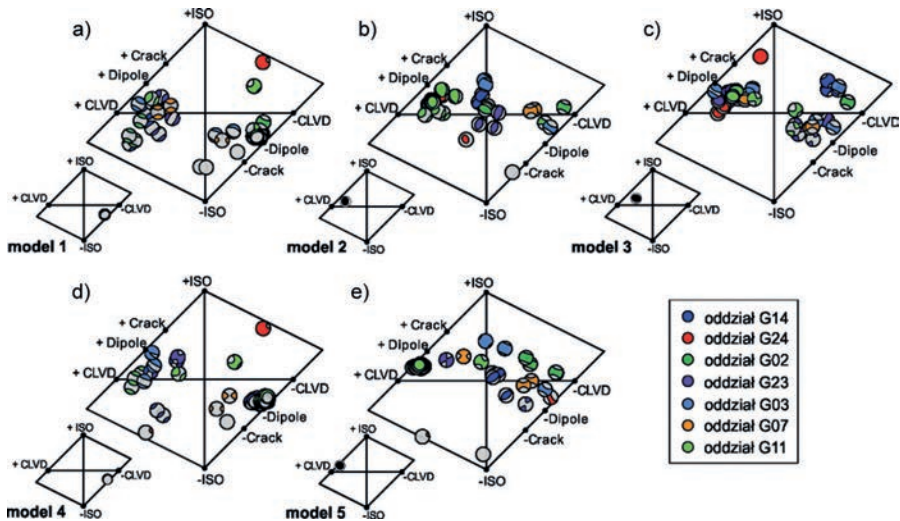 a)
+ISO
+ Crack
+ Dipole
+ CLVD
-CLVD
-Dipole
-Crack
-ISO
+ ISO
+ CLVD
-CLVD
-ISO
model 1
b)
+ISO
+ Crack
+ Dipole
+ CLVD
-CLVD
-Dipole
-Crack
-ISO
+ ISO
+ CLVD
-CLVD
-ISO
model 2
c)
+ISO
+ Crack
+ Dipole
+ CLVD
-CLVD
-Dipole
-Crack
-ISO
+ ISO
+ CLVD
-CLVD
-ISO
model 3
d)
+ISO
+ Crack
+ Dipole
+ CLVD
-CLVD
-Dipole
-Crack
-ISO
+ ISO
+ CLVD
-CLVD
-ISO
model 4
e)
+ISO
+ Crack
+ Dipole
+ CLVD
-CLVD
-Dipole
-Crack
-ISO
+ ISO
+ CLVD
-CLVD
-ISO
model 5
oddział G14
oddział G24
oddział G02
oddział G23
oddział G03
oddział G07
oddział G11